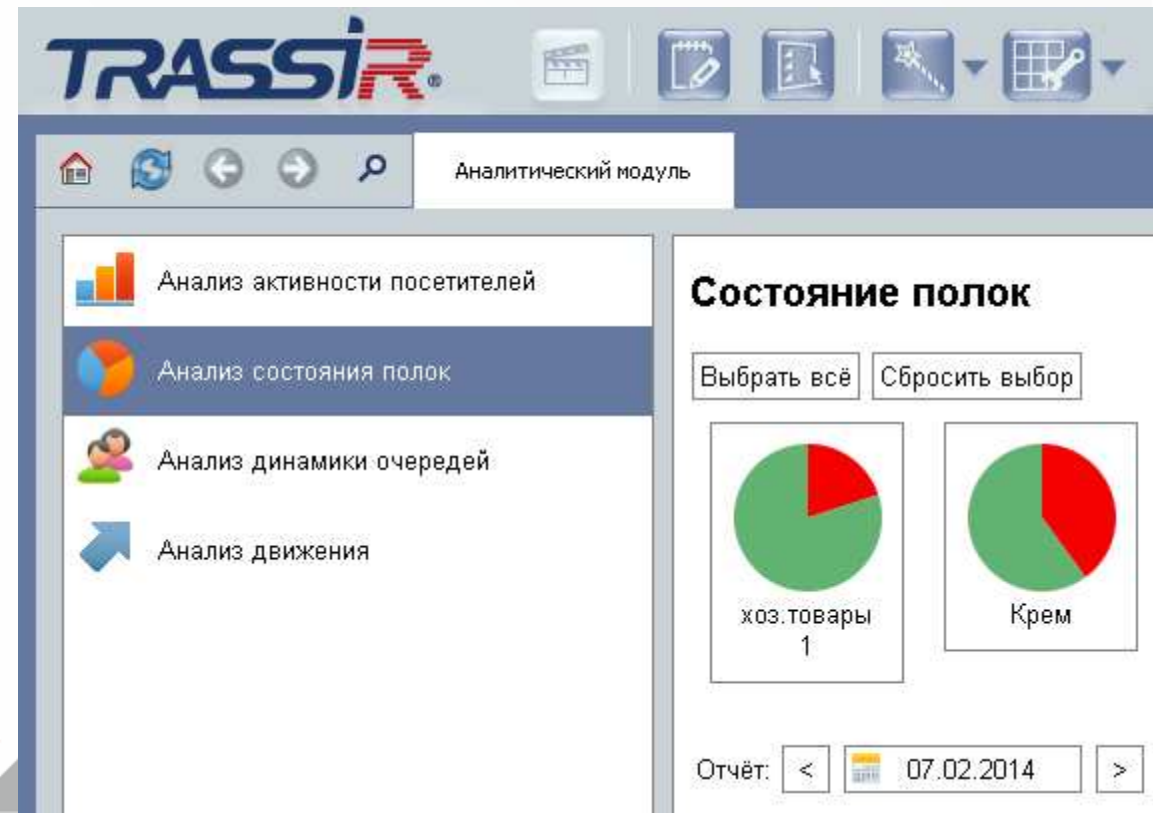 TRASSIR®
Аналитический модуль
Анализ активности посетителей
Анализ состояния полок
Анализ динамики очередей
Анализ движения
Состояние полок
Выбрать всё Сбросить выбор
хоз.товары
1
Крем
Отчёт: < 07.02.2014 >